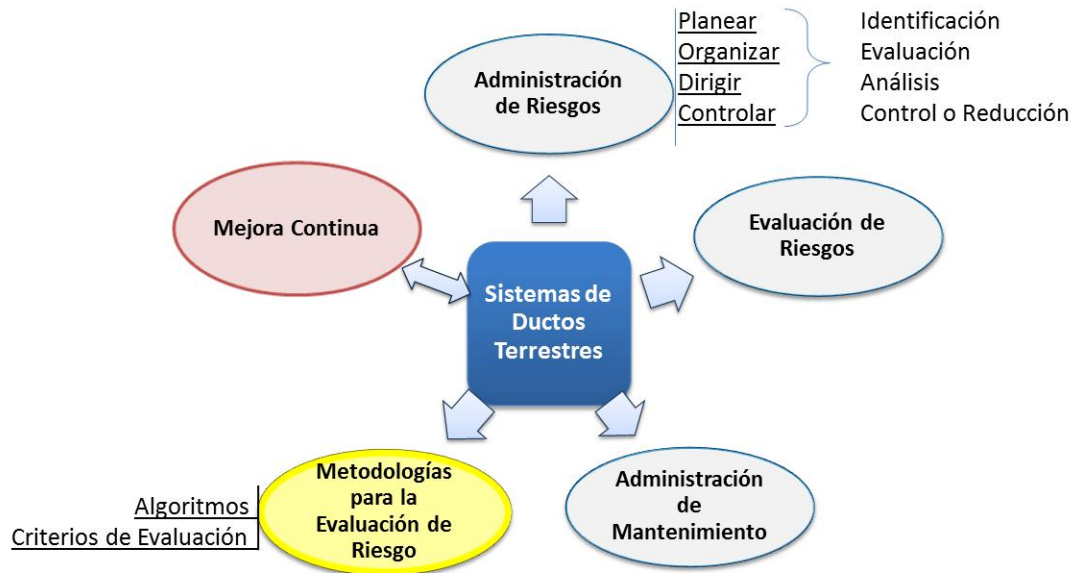 Planear
Organizar
Dirigir
Controlar
Identificación
Evaluación
Análisis
Control o Reducción
Administración
de Riesgos
Mejora Continua
Evaluación de
Riesgos
Sistemas de
Ductos
Terrestres
Metodologías
para la
Evaluación de
Riesgo
Algoritmos
Criterios de Evaluación
Administración
de
Mantenimiento